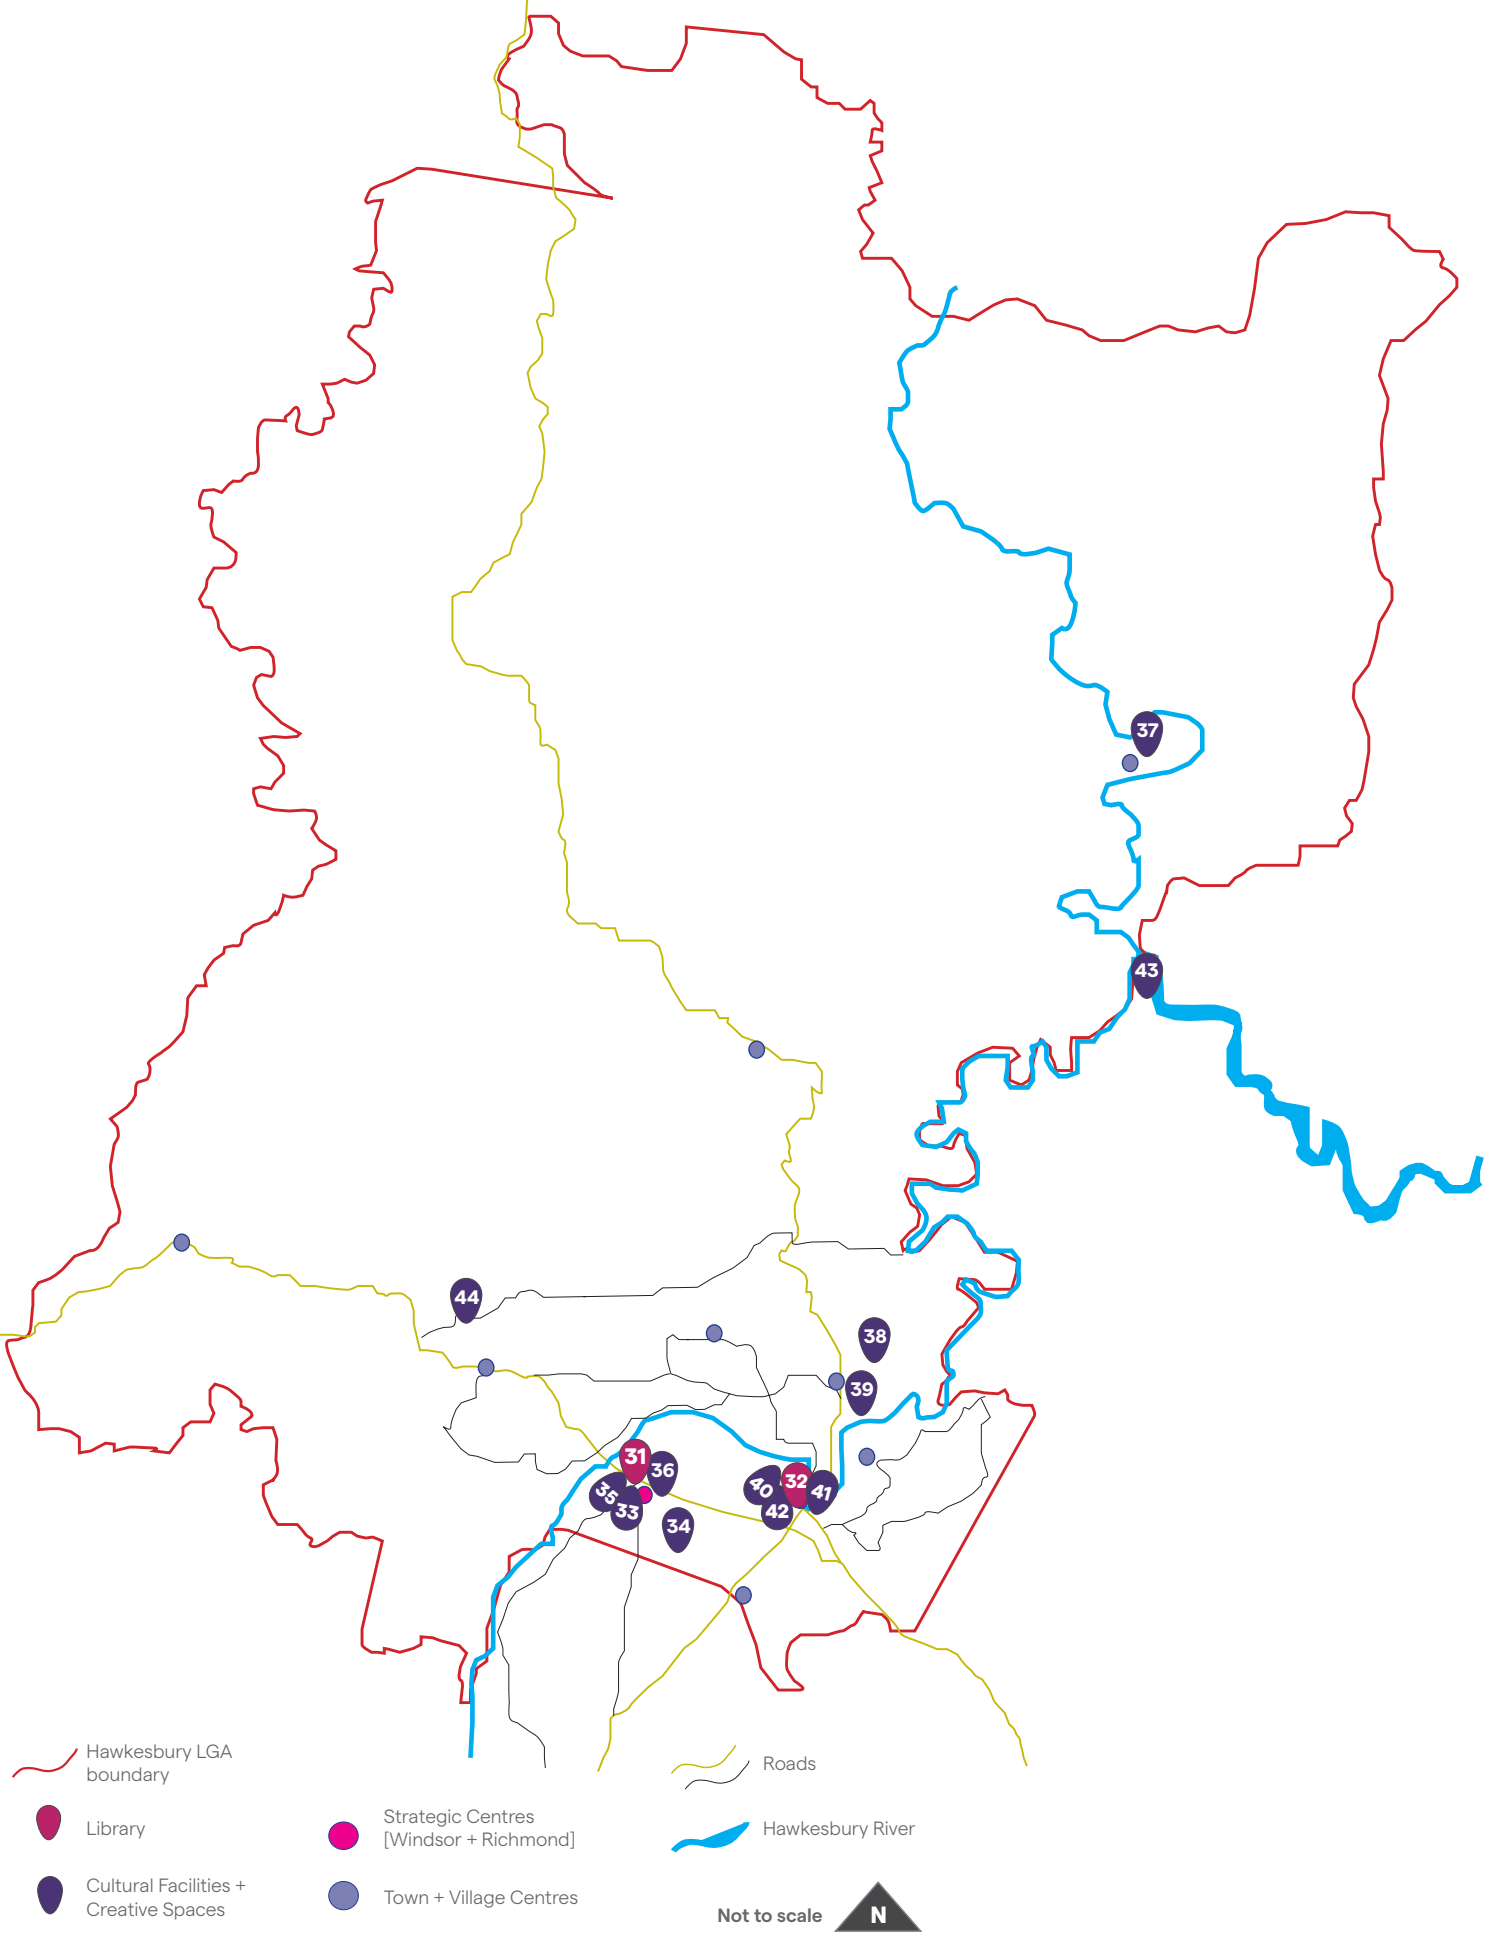 37
43
44
38
39
31
36
35
33
34
40
32
41
42
Hawkesbury LGA
boundary
Library
Cultural Facilities +
Creative Spaces
Strategic Centres
[Windsor + Richmond]
Town + Village Centres
Roads
Hawkesbury River
Not to scale
N